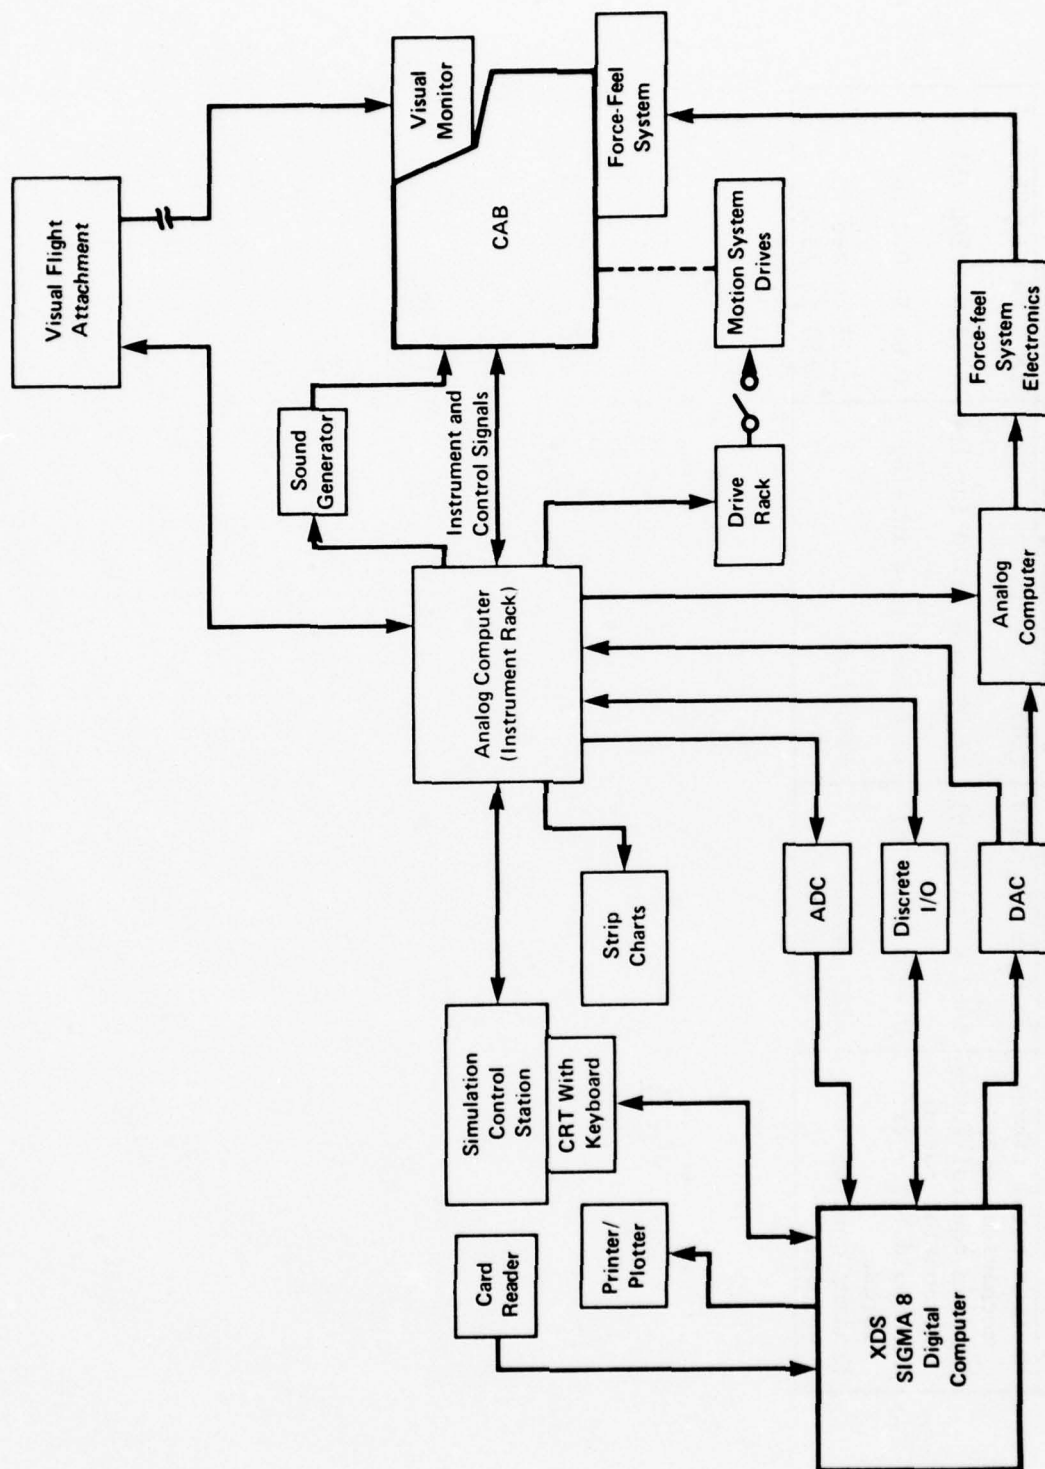 Visual Flight
Attachment
Visual
Monitor
CAB
Force-Feel
System
Sound
Generator
Instrument and
Control Signals
Motion System
Drives
Drive
Rack
Force-feel
System
Electronics
Analog Computer
(Instrument Rack)
Analog
Computer
Strip
Charts
ADC
Discrete
I/O
DAC
Simulation
Control
Station
CRT With
Keyboard
Card
Reader
Printer/
Plotter
XDS
SIGMA 8
Digital
Computer